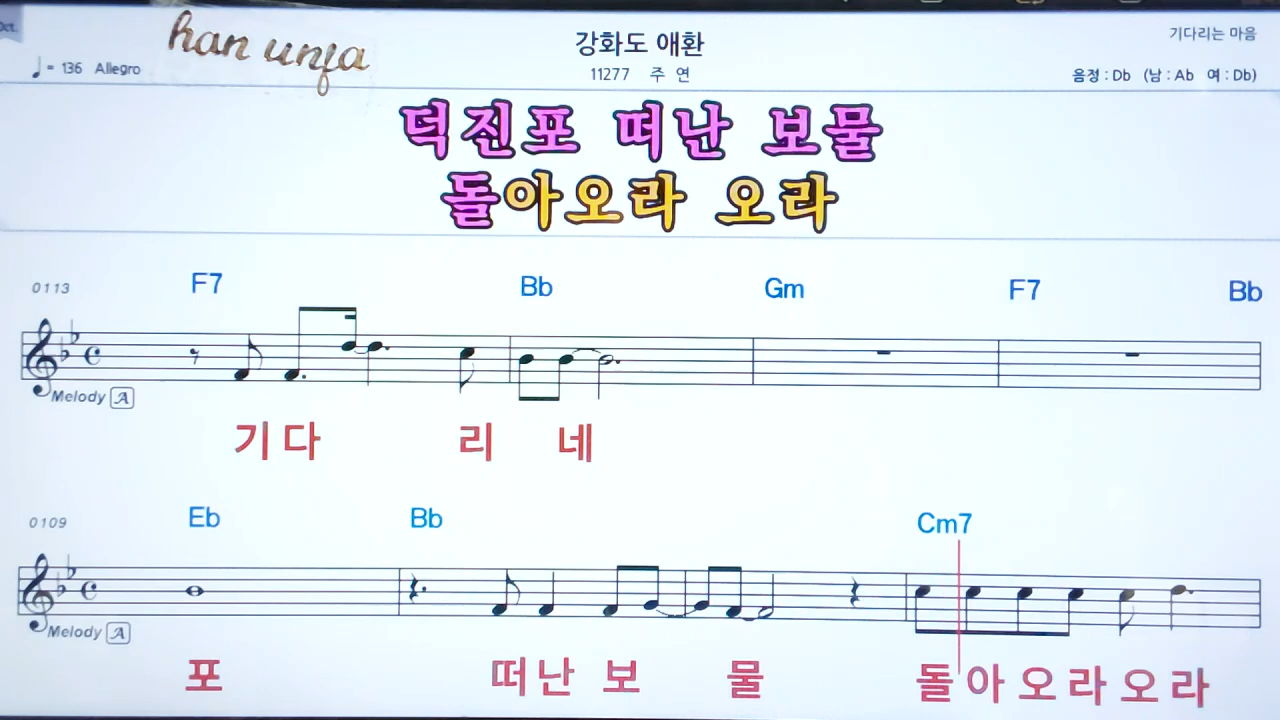 Oct.
han unja
강화도 애환
기다리는 마음
♩= 136 Allegro
11277 주 연
음정 : Db (남 : Ab 여 : Db)
덕진포 떠난 보물
돌아오라 오라
0113
F7 Bb Gm F7 Bb
Melody A
기 다 리 네
0109
Eb Bb Cm7
Melody A
포 떠 난 보 물 돌 아 오 라 오 라